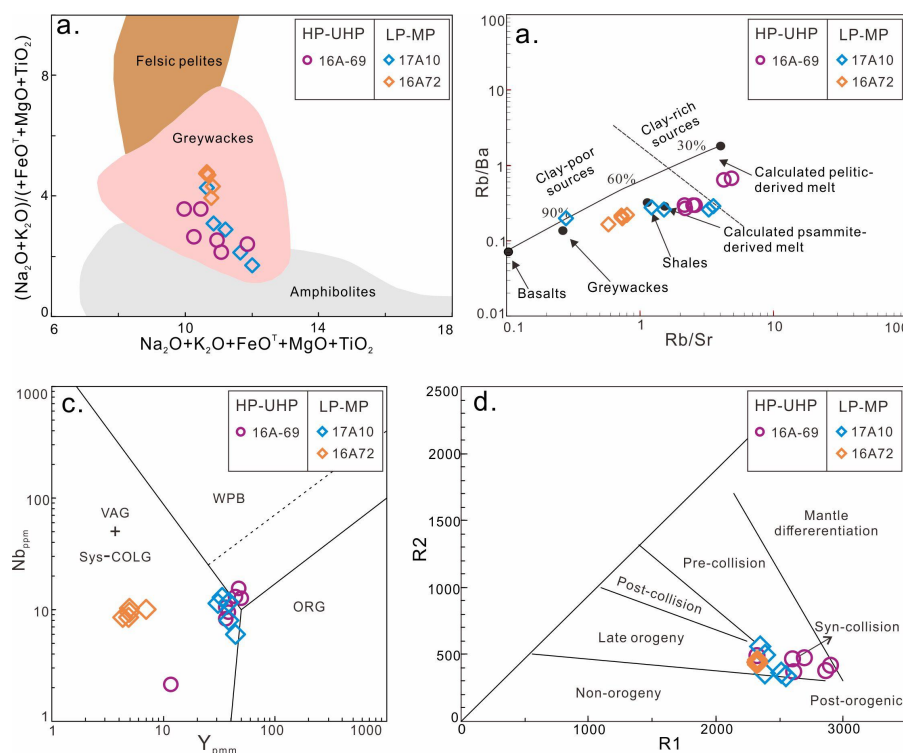 a.
HP-UHP LP-MP
16A-69 17A10
16A72
Felsic pelites
Greywackes
Amphibolites
8
4
0
6 10 14 18
(Na₂O+K₂O)/(+FeOᵀ+MgO+TiO₂)
Na₂O+K₂O+FeOᵀ+MgO+TiO₂
a.
HP-UHP LP-MP
16A-69 17A10
16A72
Clay-rich
sources
Clay-poor
sources
30%
60%
90%
Calculated pelitic-
derived melt
Calculated psammite-
derived melt
Shales
Greywackes
Basalts
100
10
1
0.1
0.01
0.1 1 10 100
Rb/Ba
Rb/Sr
c.
HP-UHP LP-MP
16A-69 17A10
16A72
WPB
VAG
+
Sys-COLG
ORG
1000
100
10
1
1 10 100 1000
Nbₚₚₘ
Yₚₘₘ
d.
HP-UHP LP-MP
16A-69 17A10
16A72
Mantle
differerentiation
Pre-collision
Post-collision
Syn-collision
Late orogeny
Non-orogeny
Post-orogenic
2500
2000
1500
1000
500
0
0 1000 2000 3000
R2
R1